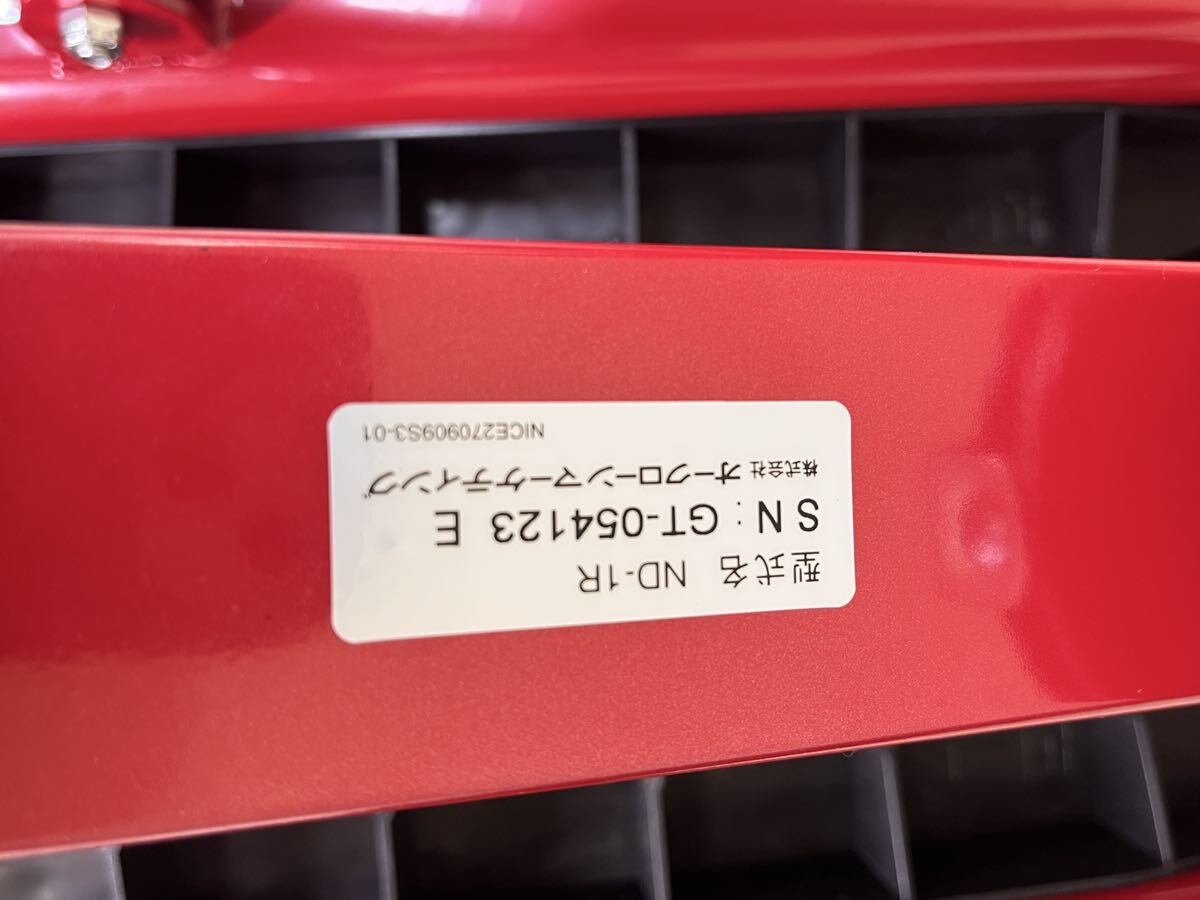 型式名 ND-1R
SN:GT-054123 E
株式会社 オークローンマーケティング
NICE270909S3-01